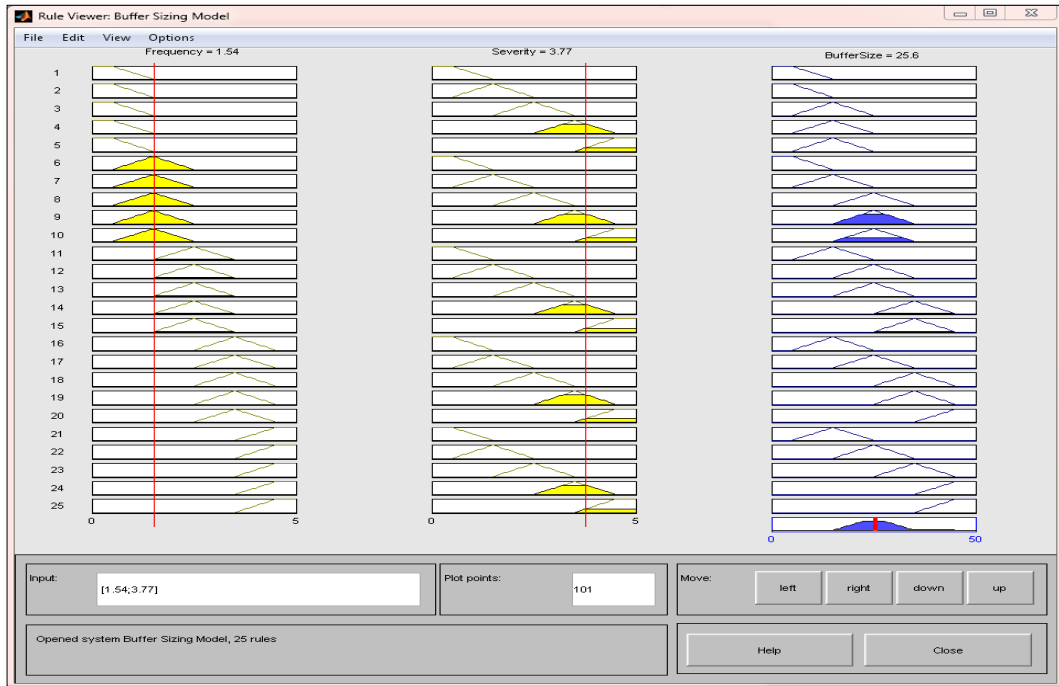 Rule Viewer: Buffer Sizing Model
File Edit View Options
Frequency = 1.54
Severity = 3.77
BufferSize = 25.6
1
2
3
4
5
6
7
8
9
10
11
12
13
14
15
16
17
18
19
20
21
22
23
24
25
0 5
0 5
0 50
Input:
[1.54;3.77]
Plot points:
101
Move:
left right down up
Opened system Buffer Sizing Model, 25 rules
Help Close